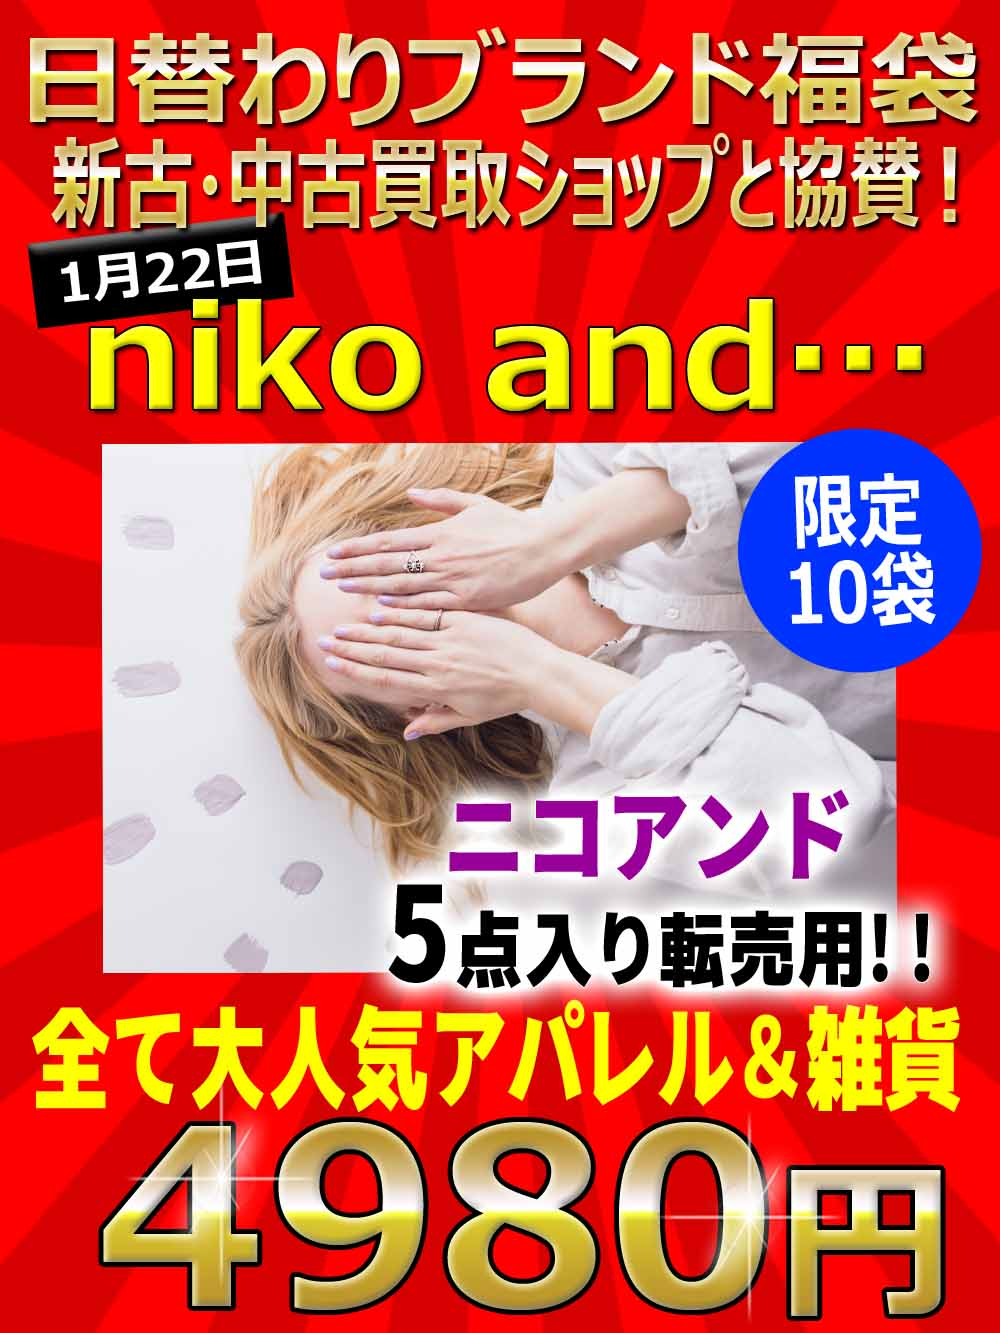 日替わりブランド福袋
新古・中古買取ショップと協賛！
1月22日
niko and…
限定
10袋
ニコアンド
5点入り転売用!!
全て大人気アパレル＆雑貨
4980円